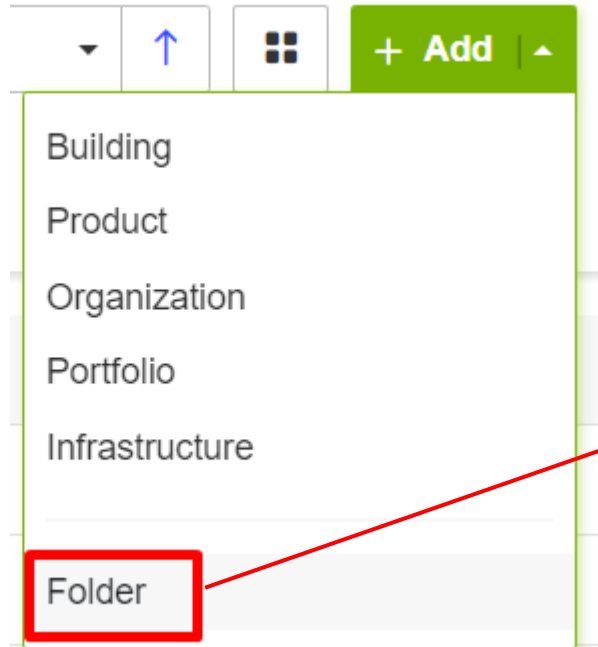 + Add
Building
Product
Organization
Portfolio
Infrastructure
Folder